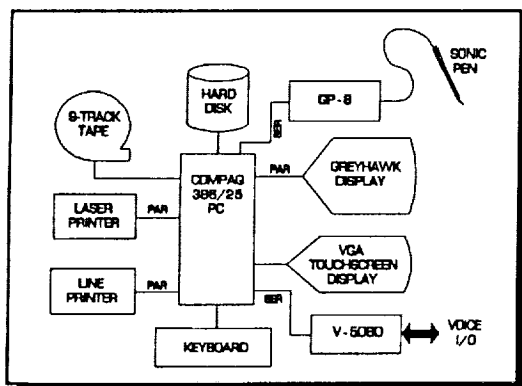 SONIC
PEN
HARD
DISK
GP-8
9-TRACK
TAPE
SER
COMPAQ
386/25
PC
PAR
GREYHAWK
DISPLAY
LASER
PRINTER
PAR
VGA
TOUCHSCREEN
DISPLAY
LINE
PRINTER
PAR
SER
V-5080
VOICE
I/O
KEYBOARD